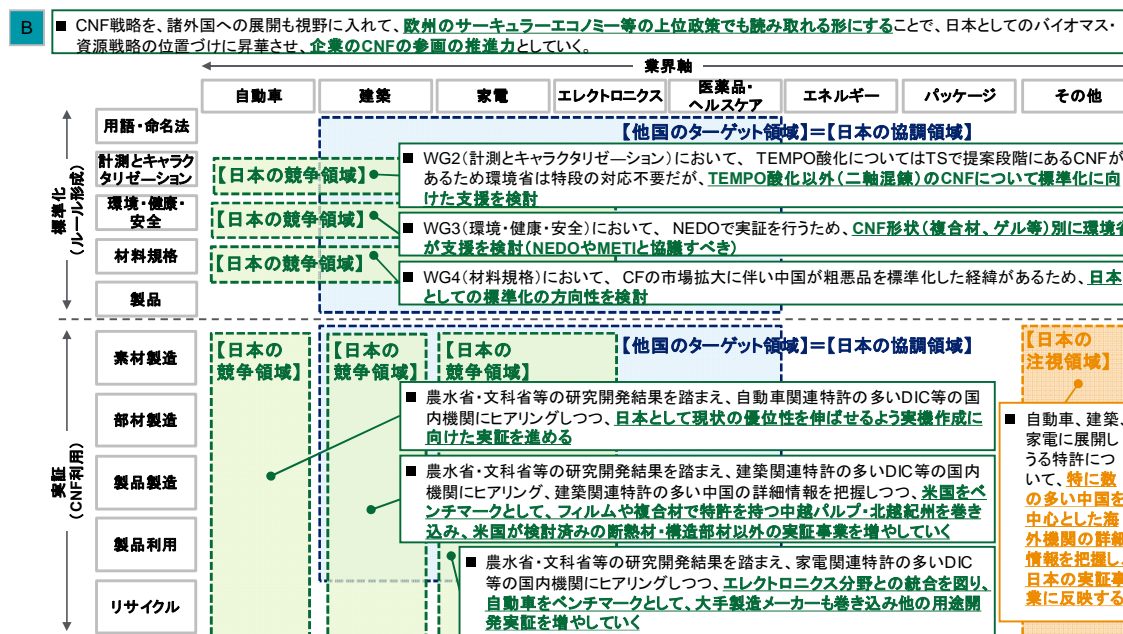 B
■ CNF戦略を、諸外国への展開も視野に入れて、欧州のサーキュラーエコノミー等の上位政策でも読み取れる形にすることで、日本としてのバイオマス・
資源戦略の位置づけに昇華させ、企業のCNFの参画の推進力としていく。
業界軸
自動車
建築
家電
エレクトロニクス
医薬品・
ヘルスケア
エネルギー
パッケージ
その他
標準化
(ルール形成)
用語・命名法
計測とキャラク
タリゼーション
環境・健康・
安全
材料規格
製品
【他国のターゲット領域】=【日本の協調領域】
【日本の競争領域】
■ WG2(計測とキャラクタリゼ―ション)において、 TEMPO酸化についてはTSで提案段階にあるCNFが
あるため環境省は特段の対応不要だが、TEMPO酸化以外(二軸混錬)のCNFについて標準化に向
けた支援を検討
【日本の競争領域】
■ WG3(環境・健康・安全)において、 NEDOで実証を行うため、CNF形状(複合材、ゲル等)別に環境省
が支援を検討(NEDOやMETIと協議すべき)
【日本の競争領域】
■ WG4(材料規格)において、 CFの市場拡大に伴い中国が粗悪品を標準化した経緯があるため、日本
としての標準化の方向性を検討
実証
(CNF利用)
素材製造
部材製造
製品製造
製品利用
リサイクル
【日本の
競争領域】
【日本の
競争領域】
【日本の
競争領域】
【他国のターゲット領域】=【日本の協調領域】
【日本の
注視領域】
■ 農水省・文科省等の研究開発結果を踏まえ、自動車関連特許の多いDIC等の国
内機関にヒアリングしつつ、日本として現状の優位性を伸ばせるよう実機作成に
向けた実証を進める
■ 農水省・文科省等の研究開発結果を踏まえ、建築関連特許の多いDIC等の国内
機関にヒアリング、建築関連特許の多い中国の詳細情報を把握しつつ、米国をベ
ンチマークとして、フィルムや複合材で特許を持つ中越パルプ・北越紀州を巻き
込み、米国が検討済みの断熱材・構造部材以外の実証事業を増やしていく
■ 農水省・文科省等の研究開発結果を踏まえ、家電関連特許の多いDIC
等の国内機関にヒアリングしつつ、エレクトロニクス分野との統合を図り、
自動車をベンチマークとして、大手製造メーカーも巻き込み他の用途開
発実証を増やしていく
■ 自動車、建築、
家電に展開し
うる特許につ
いて、特に数
の多い中国を
中心とした海
外機関の詳細
情報を把握し、
日本の実証事
業に反映する